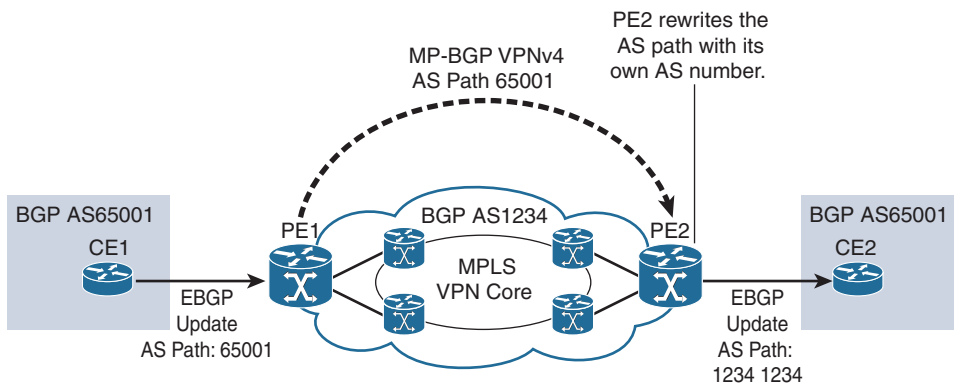 PE2 rewrites the
AS path with its
own AS number.
MP-BGP VPNv4
AS Path 65001
BGP AS65001
CE1
PE1
BGP AS1234
PE2
BGP AS65001
CE2
MPLS
VPN Core
EBGP
Update
AS Path: 65001
EBGP
Update
AS Path:
1234 1234